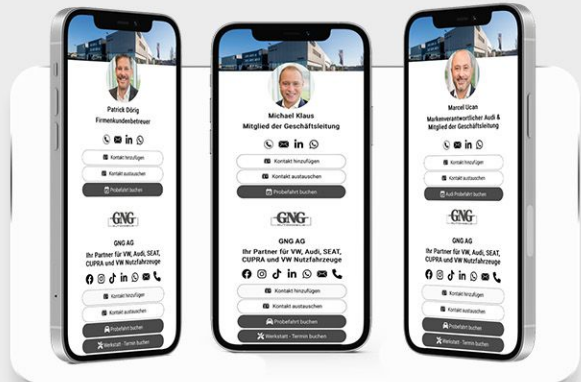 Patrick Dörig
Firmenkundenbetreuer
Kontakt hinzufügen
Kontakt austauschen
Probefahrt buchen
GNG
GNG AG
Ihr Partner für VW, Audi, SEAT,
CUPRA und VW Nutzfahrzeuge
Kontakt hinzufügen
Kontakt austauschen
Probefahrt buchen
Werkstatt - Termin buchen
Michael Klaus
Mitglied der Geschäftsleitung
Kontakt hinzufügen
Kontakt austauschen
Probefahrt buchen
GNG
GNG AG
Ihr Partner für VW, Audi, SEAT,
CUPRA und VW Nutzfahrzeuge
Kontakt hinzufügen
Kontakt austauschen
Probefahrt buchen
Werkstatt - Termin buchen
Marcel Ucan
Markenverantwortlicher Audi &
Mitglied der Geschäftsleitung
Kontakt hinzufügen
Kontakt austauschen
Audi Probefahrt buchen
GNG
GNG AG
Ihr Partner für VW, Audi, SEAT,
CUPRA und VW Nutzfahrzeuge
Kontakt hinzufügen
Kontakt austauschen
Probefahrt buchen
Werkstatt - Termin buchen